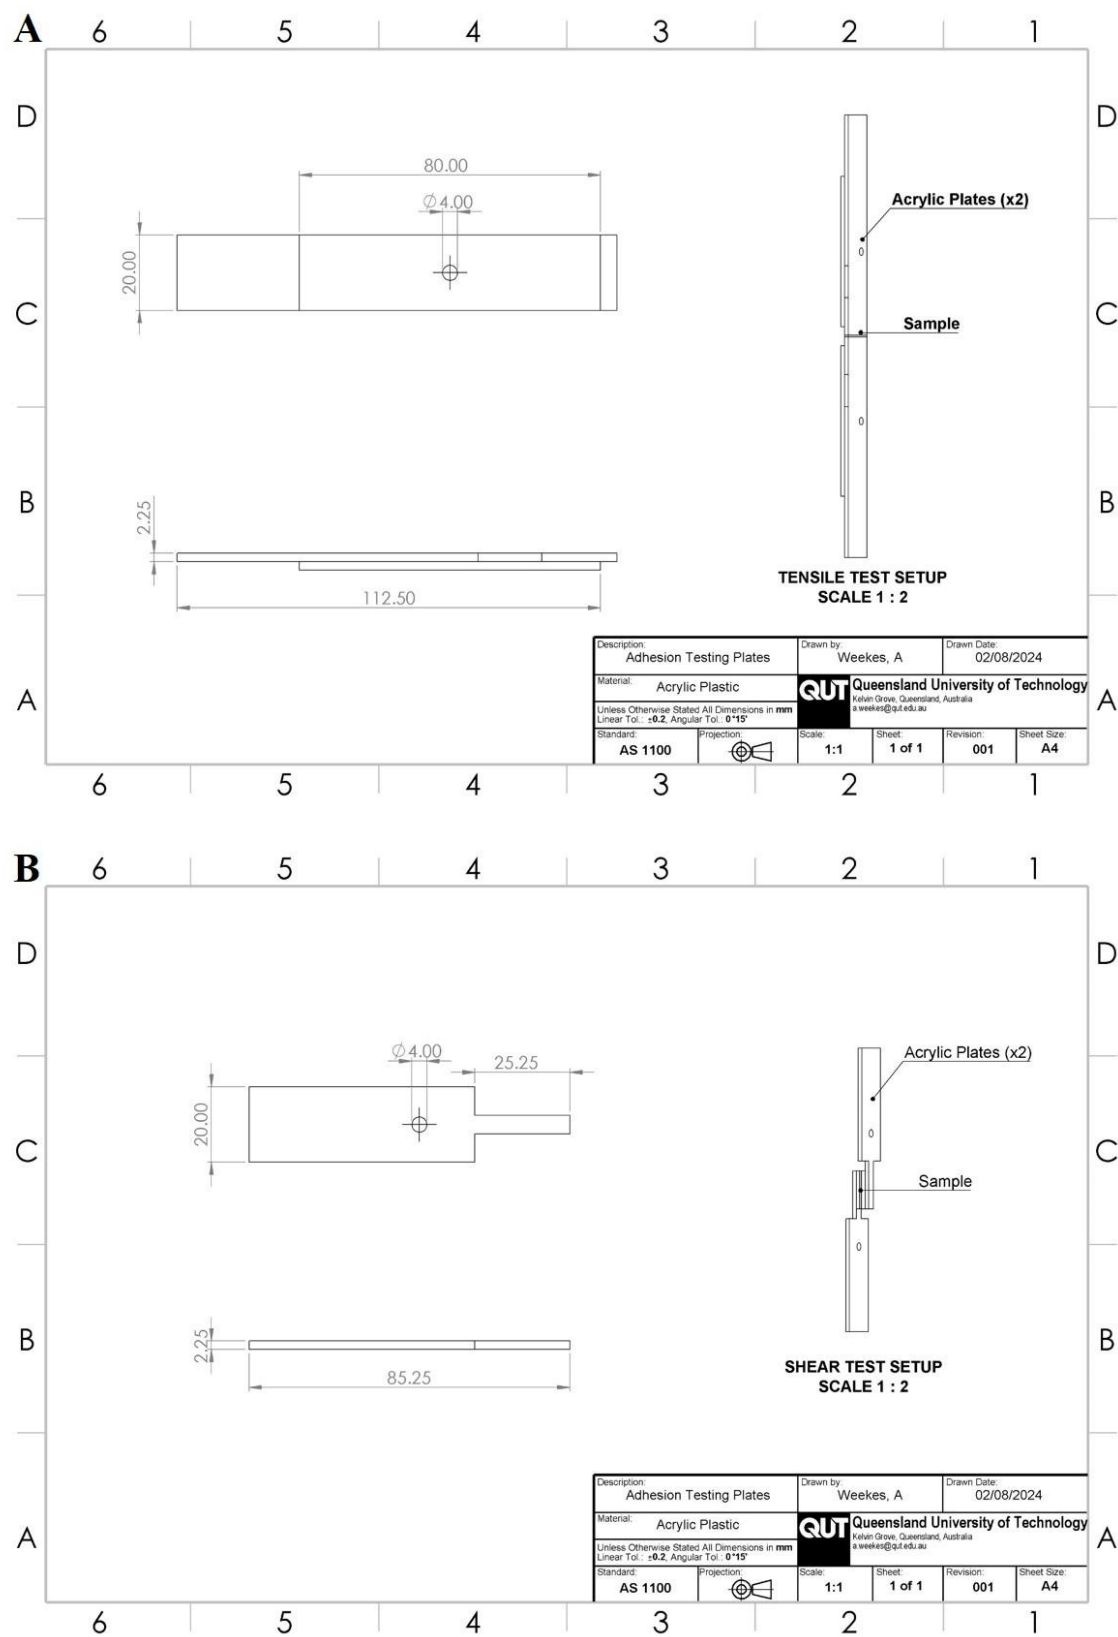 A
6 5 4 3 2 1
D D
80.00
Ø4.00
Acrylic Plates (x2)
20.00
C C
Sample
B B
2.25
112.50
TENSILE TEST SETUP
SCALE 1 : 2
A A
Description: Adhesion Testing Plates
Drawn by: Weekes, A
Drawn Date: 02/08/2024
Material: Acrylic Plastic
QUT Queensland University of Technology
Kelvin Grove, Queensland, Australia
a.weekes@qut.edu.au
Unless Otherwise Stated All Dimensions in mm
Linear Tol.: ±0.2, Angular Tol.: 0°15'
Standard: AS 1100
Projection:
Scale: 1:1
Sheet: 1 of 1
Revision: 001
Sheet Size: A4
6 5 4 3 2 1
B
6 5 4 3 2 1
D D
Ø4.00
25.25
Acrylic Plates (x2)
20.00
C C
Sample
B B
2.25
85.25
SHEAR TEST SETUP
SCALE 1 : 2
A A
Description: Adhesion Testing Plates
Drawn by: Weekes, A
Drawn Date: 02/08/2024
Material: Acrylic Plastic
QUT Queensland University of Technology
Kelvin Grove, Queensland, Australia
a.weekes@qut.edu.au
Unless Otherwise Stated All Dimensions in mm
Linear Tol.: ±0.2, Angular Tol.: 0°15'
Standard: AS 1100
Projection:
Scale: 1:1
Sheet: 1 of 1
Revision: 001
Sheet Size: A4
6 5 4 3 2 1